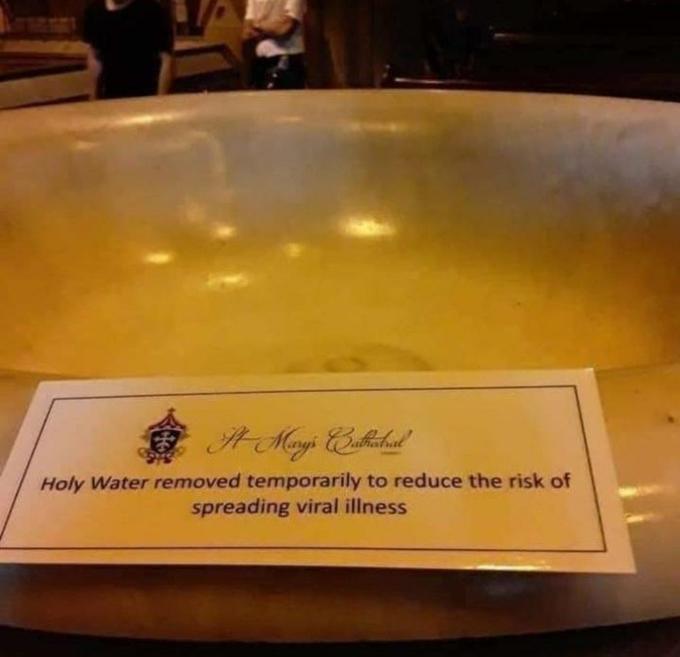 St Mary's Cathedral
Holy Water removed temporarily to reduce the risk of
spreading viral illness